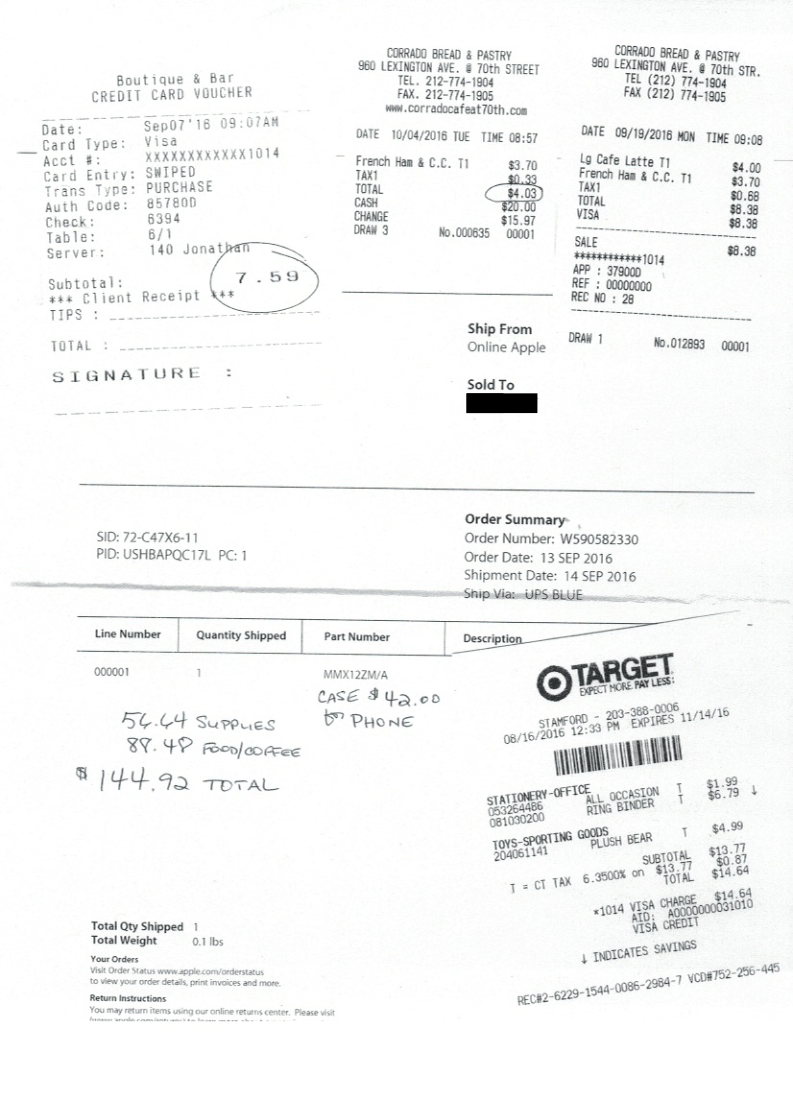 Boutique & Bar
CREDIT CARD VOUCHER
Date: Sep07'16 09:07AM
Card Type: Visa
Acct #: XXXXXXXXXXXX1014
Card Entry: SWIPED
Trans Type: PURCHASE
Auth Code: 85780D
Check: 6394
Table: 6/1
Server: 140 Jonathan
Subtotal: 7.59
*** Client Receipt ***
TIPS :
TOTAL :
SIGNATURE :
CORRADO BREAD & PASTRY
960 LEXINGTON AVE. @ 70th STREET
TEL. 212-774-1904
FAX. 212-774-1905
www.corradocafeat70th.com
DATE 10/04/2016 TUE TIME 08:57
French Ham & C.C. T1 $3.70
TAX1 $0.33
TOTAL $4.03
CASH $20.00
CHANGE $15.97
DRAW 3 No.000635 00001
CORRADO BREAD & PASTRY
960 LEXINGTON AVE. @ 70th STR.
TEL (212) 774-1904
FAX (212) 774-1905
DATE 09/19/2016 MON TIME 09:08
Lg Cafe Latte T1 $4.00
French Ham & C.C. T1 $3.70
TAX1 $0.68
TOTAL $8.38
VISA $8.38
SALE $8.38
************1014
APP : 37900D
REF : 00000000
REC NO : 28
DRAW 1 No.012893 00001
Ship From
Online Apple
Sold To
SID: 72-C47X6-11
PID: USHBAPQC17L PC: 1
Order Summary
Order Number: W590582330
Order Date: 13 SEP 2016
Shipment Date: 14 SEP 2016
Ship Via: UPS BLUE
Line Number Quantity Shipped Part Number Description
000001 1 MMX12ZM/A
CASE $42.00
for PHONE
56.64 SUPPLIES
88.48 FOOD/COFFEE
$144.92 TOTAL
TARGET
EXPECT MORE. PAY LESS.
STAMFORD - 203-388-0006
08/16/2016 12:33 PM EXPIRES 11/14/16
STATIONERY-OFFICE
053264486 ALL OCCASION T $1.99
081030200 RING BINDER T $6.79 ↓
TOYS-SPORTING GOODS
204061141 PLUSH BEAR T $4.99
SUBTOTAL $13.77
T = CT TAX 6.3500% on $13.77 $0.87
TOTAL $14.64
*1014 VISA CHARGE $14.64
AID: A0000000031010
VISA CREDIT
↓ INDICATES SAVINGS
REC#2-6229-1544-0086-2984-7 VCD#752-256-445
Total Qty Shipped 1
Total Weight 0.1 lbs
Your Orders
Visit Order Status www.apple.com/orderstatus
to view your order details, print invoices and more.
Return Instructions
You may return items using our online returns center. Please visit